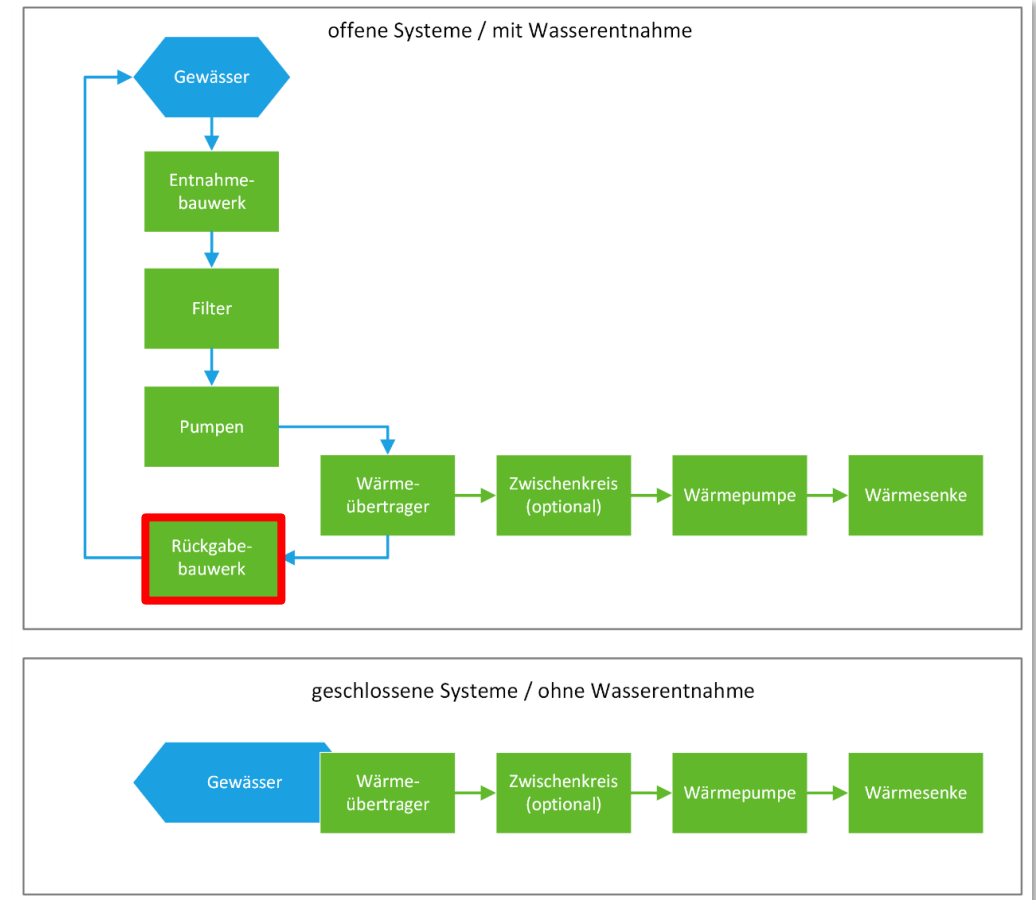 offene Systeme / mit Wasserentnahme
Gewässer
Entnahme-
bauwerk
Filter
Pumpen
Wärme-
übertrager
Zwischenkreis
(optional)
Wärmepumpe
Wärmesenke
Rückgabe-
bauwerk
geschlossene Systeme / ohne Wasserentnahme
Gewässer
Wärme-
übertrager
Zwischenkreis
(optional)
Wärmepumpe
Wärmesenke